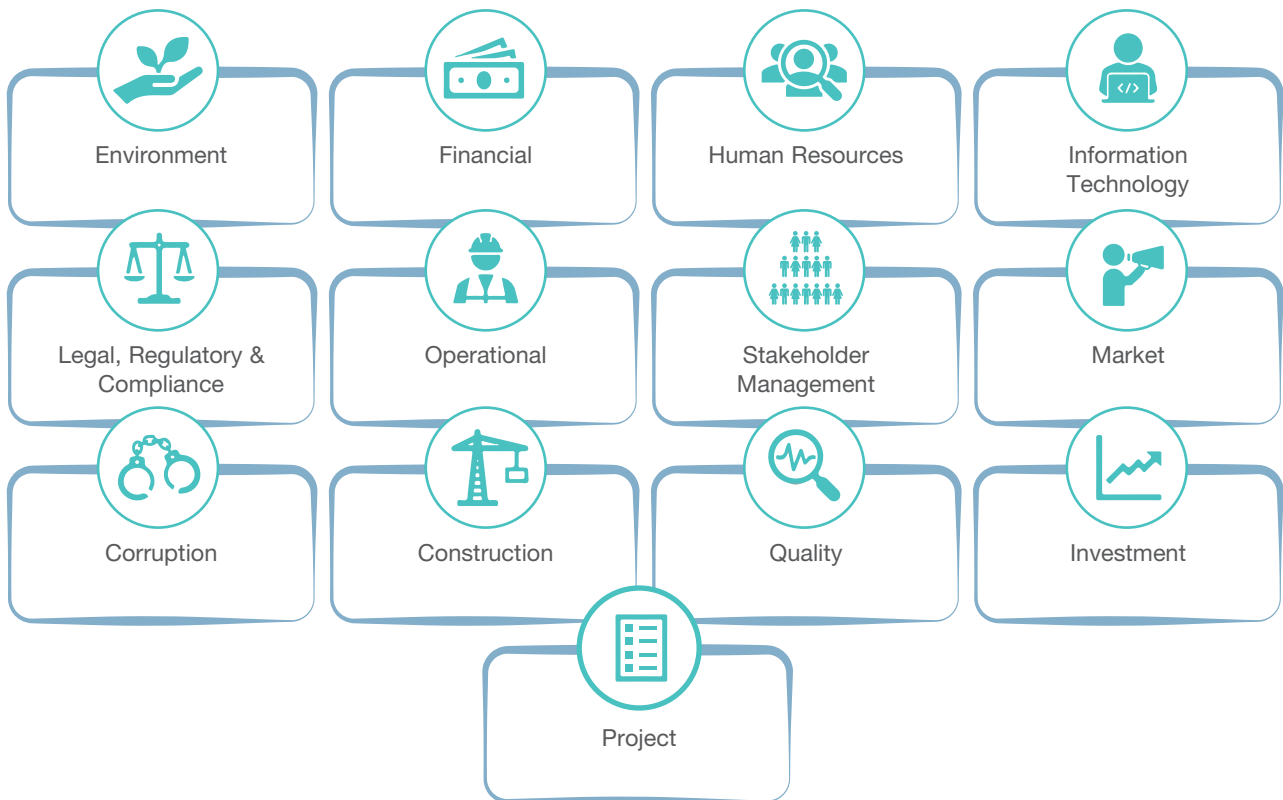 Environment
Financial
Human Resources
Information
Technology
Legal, Regulatory &
Compliance
Operational
Stakeholder
Management
Market
Corruption
Construction
Quality
Investment
Project